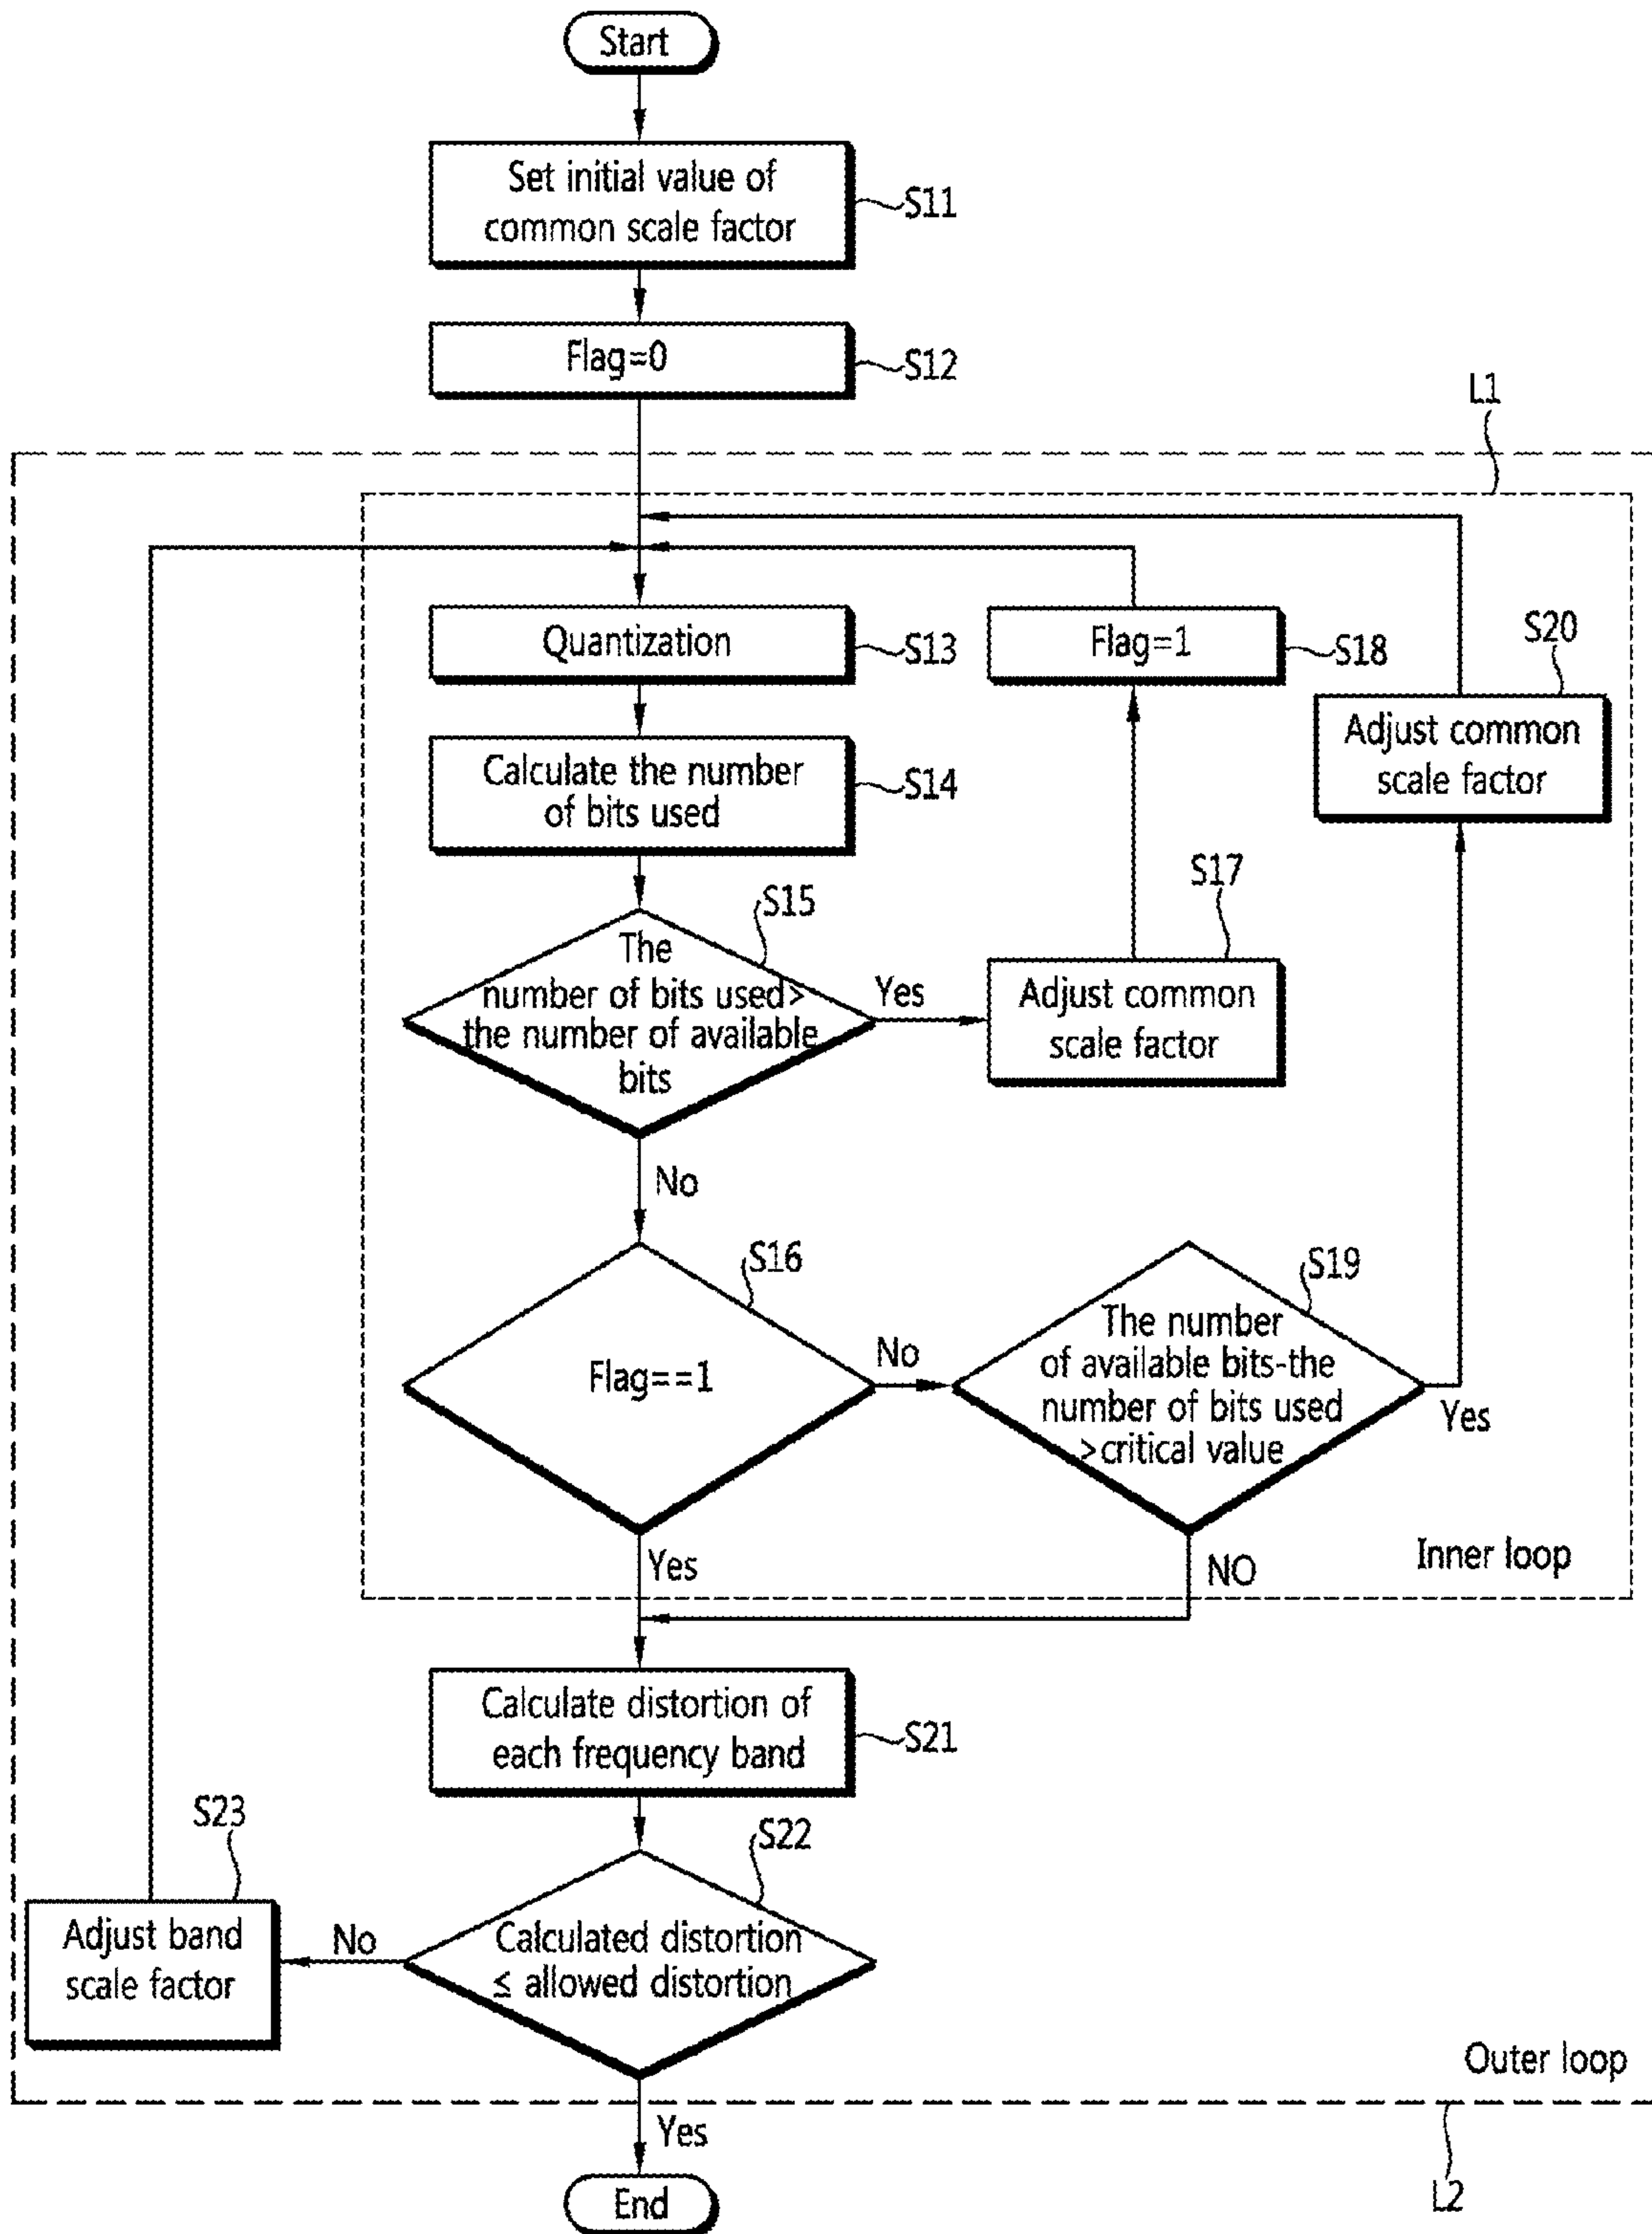 Start
Set initial value of
common scale factor
S11
Flag=0
S12
L1
Quantization
S13
Flag=1
S18
S20
Adjust common
scale factor
Calculate the number
of bits used
S14
S15
The
number of bits used>
the number of available
bits
Yes
S17
Adjust common
scale factor
No
S16
Flag==1
No
S19
The number
of available bits-the
number of bits used
>critical value
Yes
Yes
NO
Inner loop
Calculate distortion of
each frequency band
S21
S23
Adjust band
scale factor
No
S22
Calculated distortion
≤ allowed distortion
Outer loop
Yes
L2
End